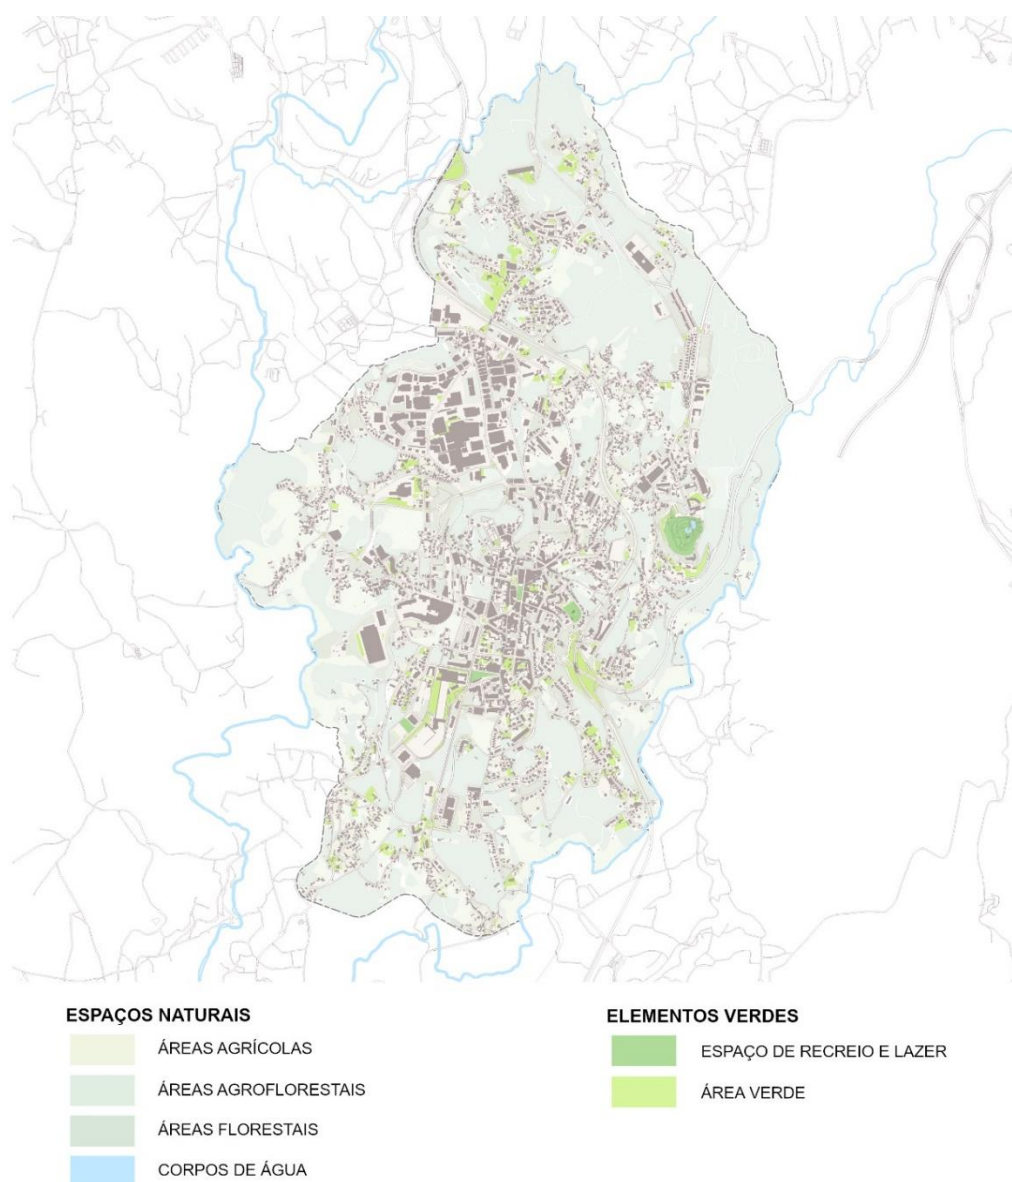 ESPAÇOS NATURAIS
ÁREAS AGRÍCOLAS
ÁREAS AGROFLORESTAIS
ÁREAS FLORESTAIS
CORPOS DE ÁGUA
ELEMENTOS VERDES
ESPAÇO DE RECREIO E LAZER
ÁREA VERDE